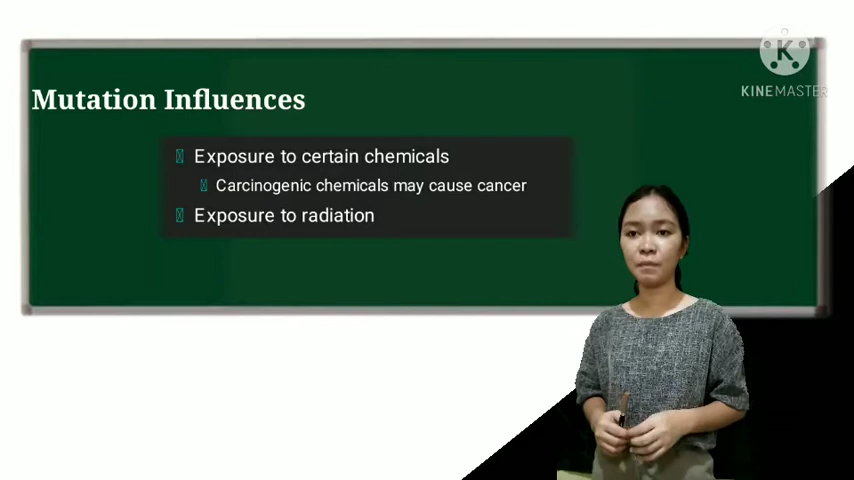 KINEMASTER
Mutation Influences
Exposure to certain chemicals
Carcinogenic chemicals may cause cancer
Exposure to radiation